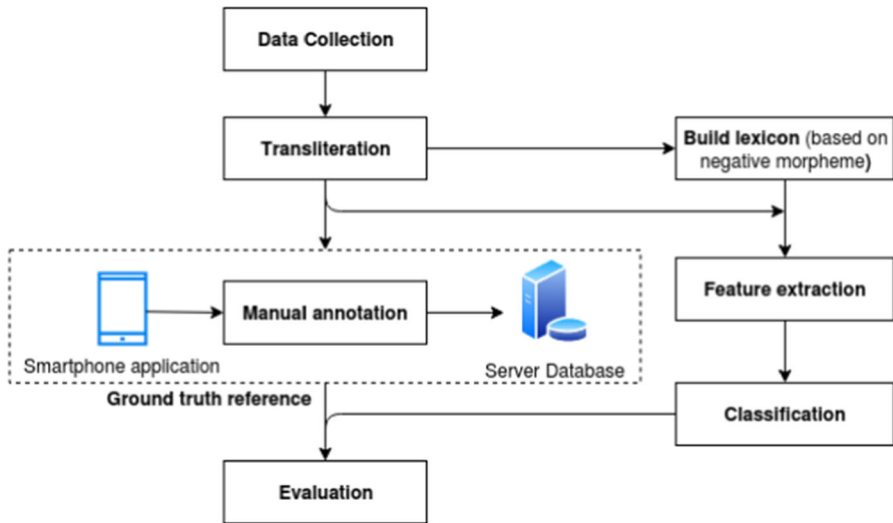 Data Collection
Transliteration
Build lexicon (based on
negative morpheme)
Manual annotation
Feature extraction
Smartphone application
Server Database
Ground truth reference
Classification
Evaluation